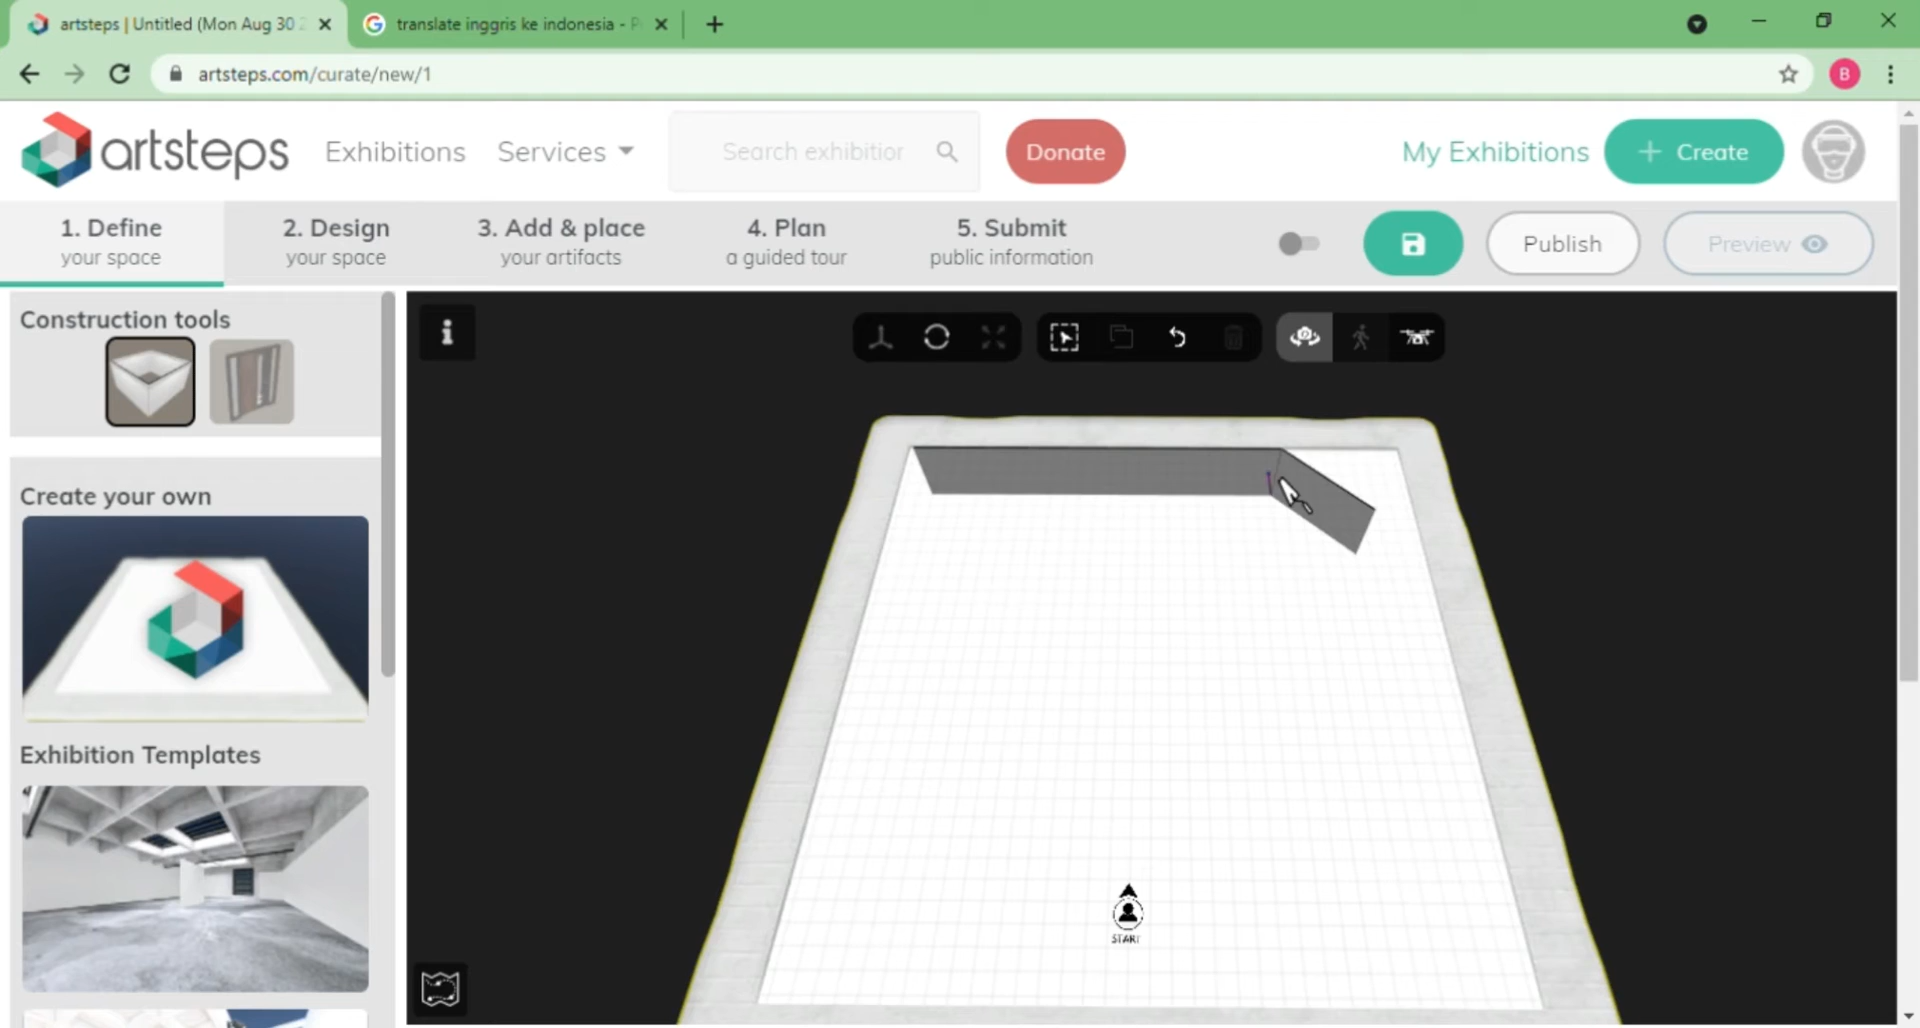 artsteps | Untitled (Mon Aug 30 2
translate inggris ke indonesia - P
artsteps.com/curate/new/1
B
artsteps
Exhibitions
Services
Search exhibitior
Donate
My Exhibitions
+ Create
1. Define
your space
2. Design
your space
3. Add & place
your artifacts
4. Plan
a guided tour
5. Submit
public information
Publish
Preview
Construction tools
i
Create your own
Exhibition Templates
START